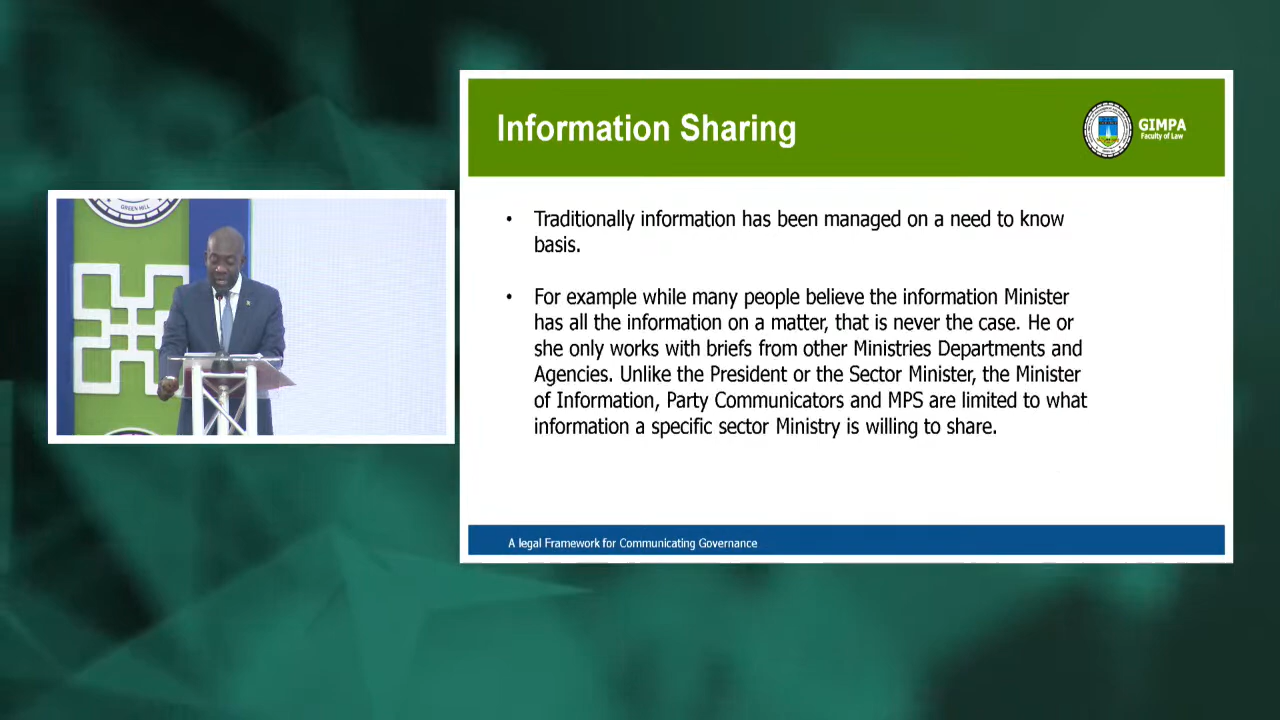 Information Sharing
GIMPA
Faculty of Law
GREEN HILL
• Traditionally information has been managed on a need to know
basis.
• For example while many people believe the information Minister
has all the information on a matter, that is never the case. He or
she only works with briefs from other Ministries Departments and
Agencies. Unlike the President or the Sector Minister, the Minister
of Information, Party Communicators and MPS are limited to what
information a specific sector Ministry is willing to share.
A legal Framework for Communicating Governance